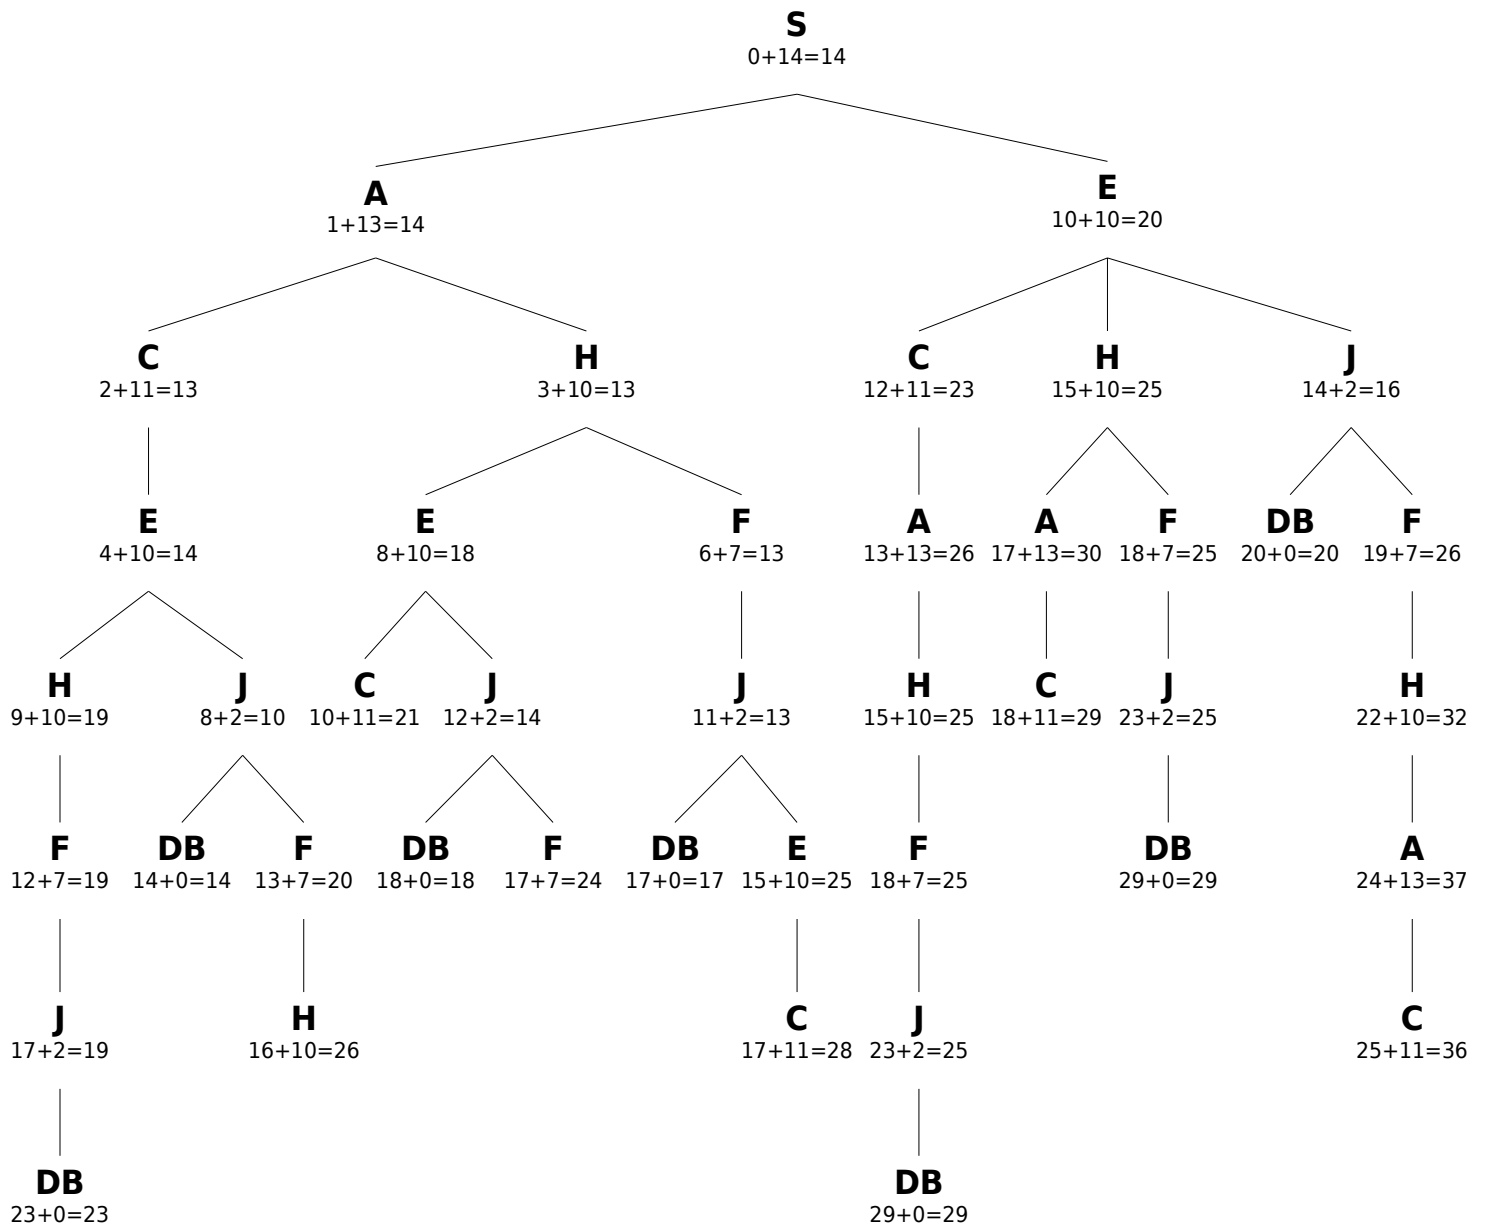 S
0+14=14
A
1+13=14
E
10+10=20
C
2+11=13
H
3+10=13
C
12+11=23
H
15+10=25
J
14+2=16
E
4+10=14
E
8+10=18
F
6+7=13
A
13+13=26
A
17+13=30
F
18+7=25
DB
20+0=20
F
19+7=26
H
9+10=19
J
8+2=10
C
10+11=21
J
12+2=14
J
11+2=13
H
15+10=25
C
18+11=29
J
23+2=25
H
22+10=32
F
12+7=19
DB
14+0=14
F
13+7=20
DB
18+0=18
F
17+7=24
DB
17+0=17
E
15+10=25
F
18+7=25
DB
29+0=29
A
24+13=37
J
17+2=19
H
16+10=26
C
17+11=28
J
23+2=25
C
25+11=36
DB
23+0=23
DB
29+0=29